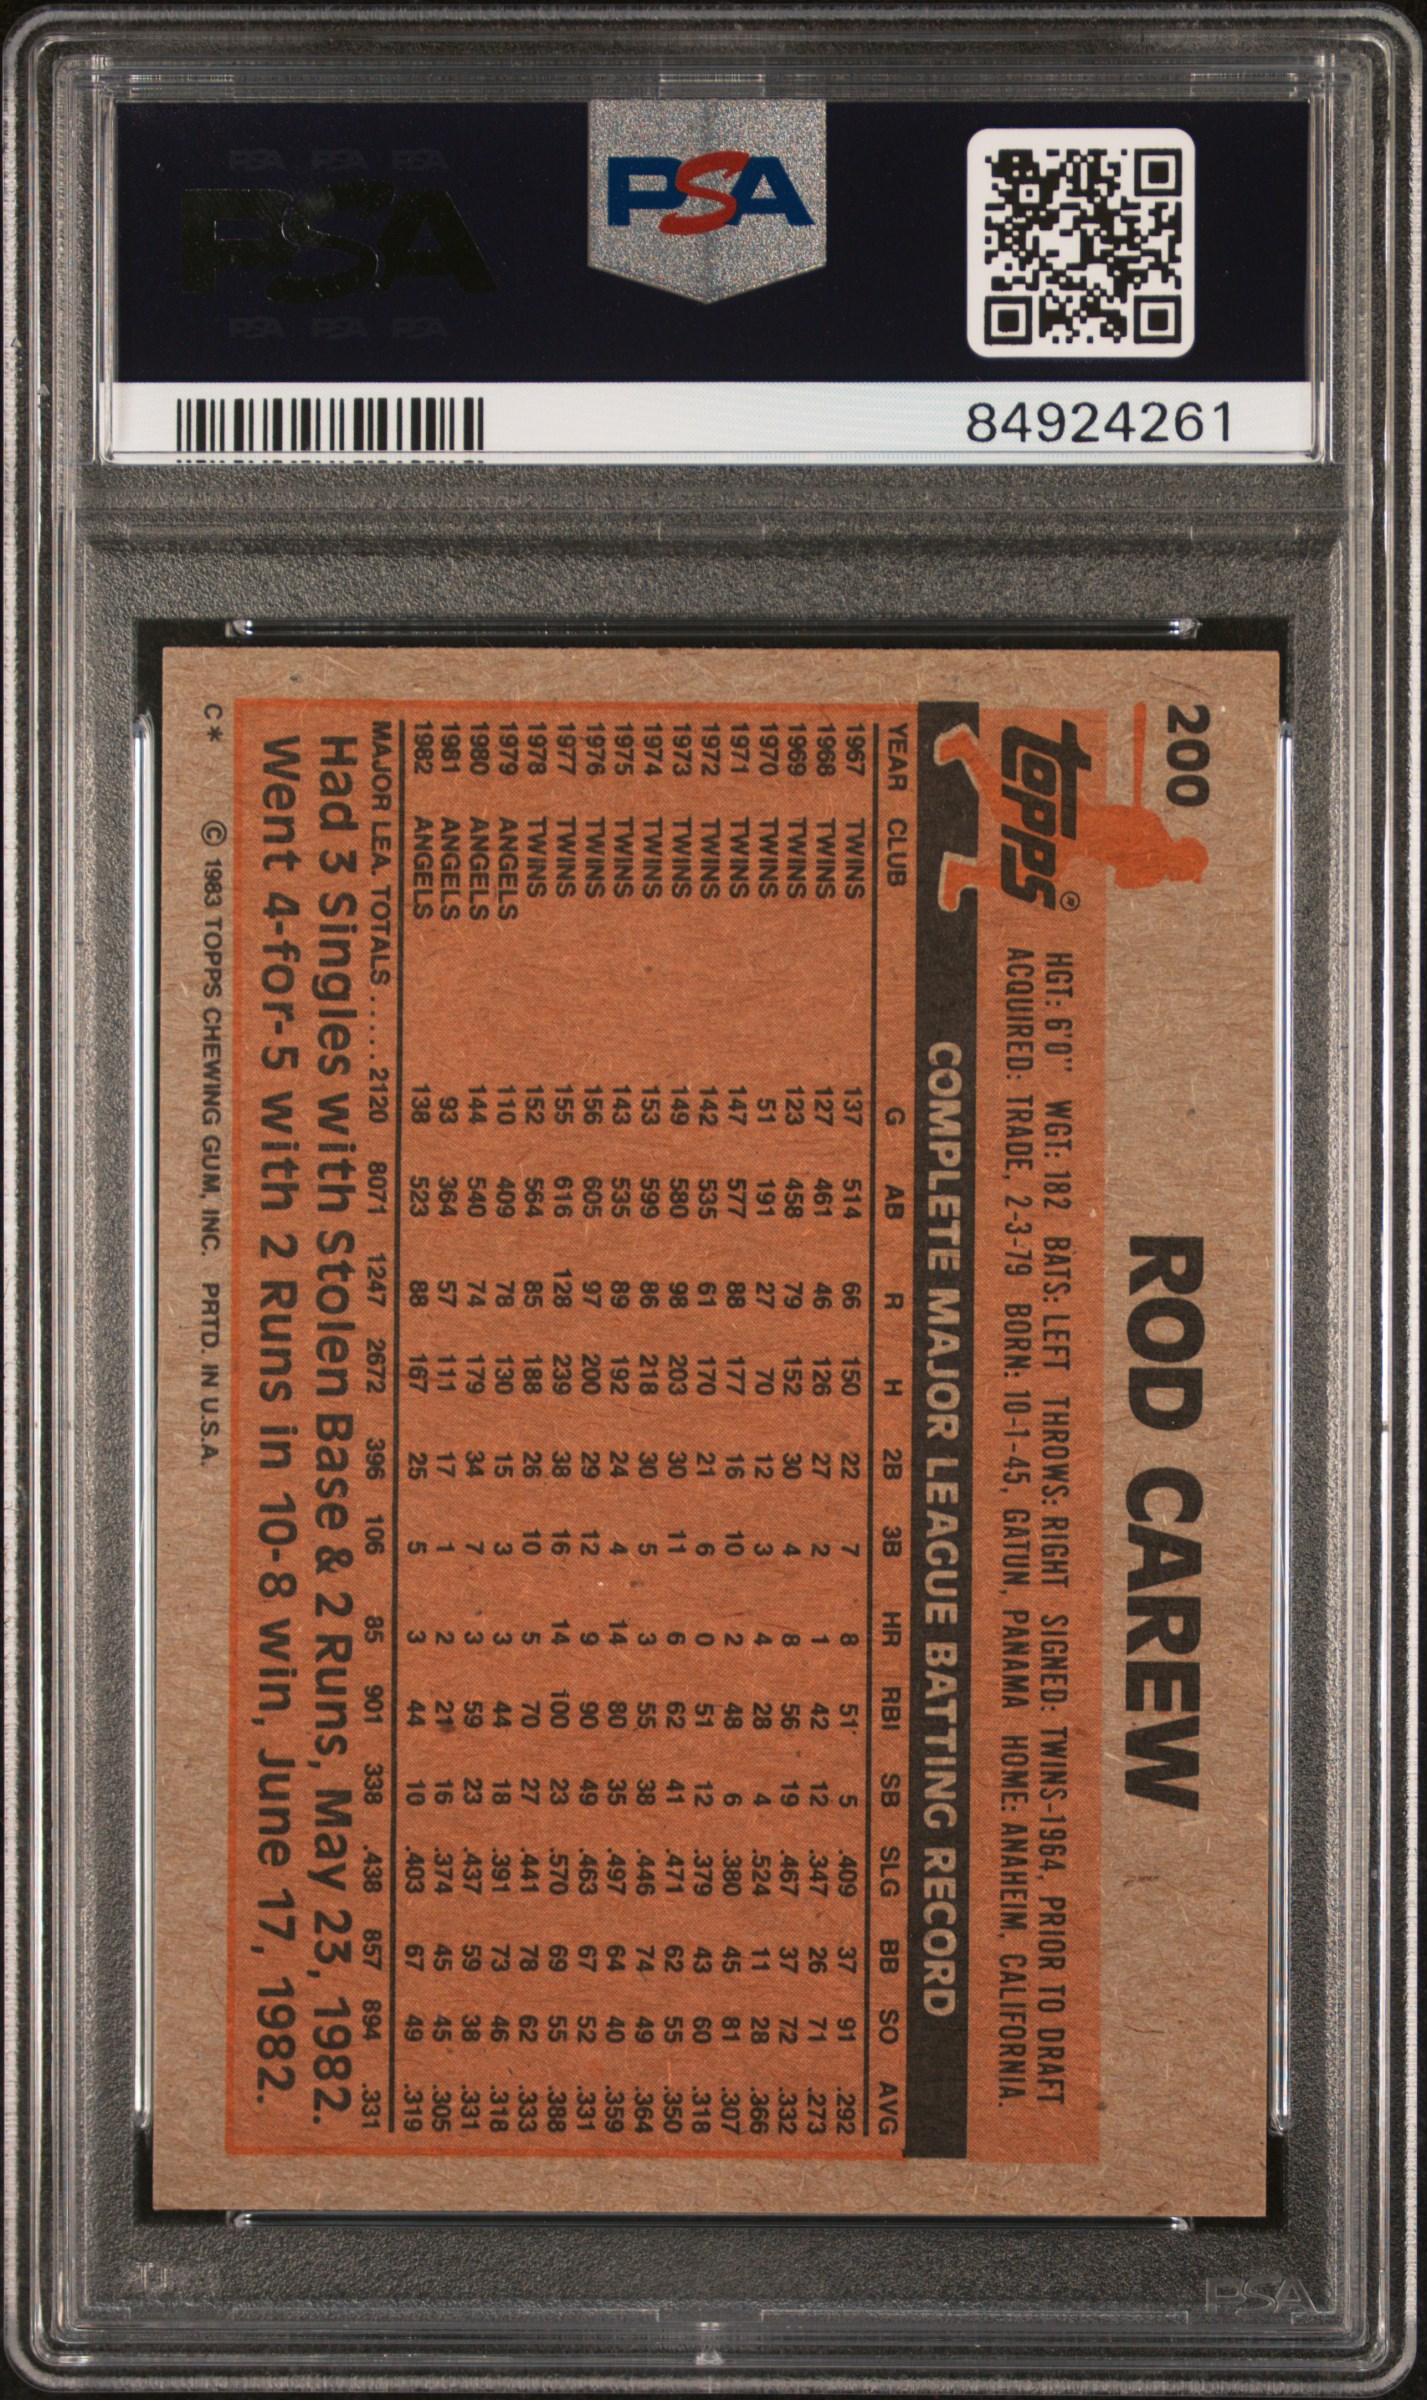 PSA PSA PSA
PSA
PSA PSA PSA
PSA
84924261
200
ROD CAREW
TOPPS®
HGT: 6'0" WGT: 182 BATS: LEFT THROWS: RIGHT SIGNED: TWINS-1964, PRIOR TO DRAFT
ACQUIRED: TRADE, 2-3-79 BORN: 10-1-45, GATUN, PANAMA HOME: ANAHEIM, CALIFORNIA.
COMPLETE MAJOR LEAGUE BATTING RECORD
YEAR CLUB G AB R H 2B 3B HR RBI SB SLG BB SO AVG
1967 TWINS 137 514 66 150 22 7 8 51 5 .409 37 91 .292
1968 TWINS 127 461 46 126 27 2 1 42 12 .347 26 71 .273
1969 TWINS 123 458 79 152 30 4 8 56 19 .467 37 72 .332
1970 TWINS 51 191 27 70 12 3 4 28 4 .524 11 28 .366
1971 TWINS 147 577 88 177 16 10 2 48 6 .380 45 81 .307
1972 TWINS 142 535 61 170 21 6 0 51 12 .379 43 60 .318
1973 TWINS 149 580 98 203 30 11 6 62 41 .471 62 55 .350
1974 TWINS 153 599 86 218 30 5 3 55 38 .446 74 49 .364
1975 TWINS 143 535 89 192 24 4 14 80 35 .497 64 40 .359
1976 TWINS 156 605 97 200 29 12 9 90 49 .463 67 52 .331
1977 TWINS 155 616 128 239 38 16 14 100 23 .570 69 55 .388
1978 TWINS 152 564 85 188 26 10 5 70 27 .441 78 62 .333
1979 ANGELS 110 409 78 130 15 3 3 44 18 .391 73 46 .318
1980 ANGELS 144 540 74 179 34 7 3 59 23 .437 59 38 .331
1981 ANGELS 93 364 57 111 17 1 2 21 16 .374 45 45 .305
1982 ANGELS 138 523 88 167 25 5 3 44 10 .403 67 49 .319
MAJOR LEA. TOTALS ..... 2120 8071 1247 2672 396 106 85 901 338 .438 857 894 .331
Had 3 Singles with Stolen Base & 2 Runs, May 23, 1982.
Went 4-for-5 with 2 Runs in 10-8 win, June 17, 1982.
C* © 1983 TOPPS CHEWING GUM, INC. PRTD. IN U.S.A.
PSA